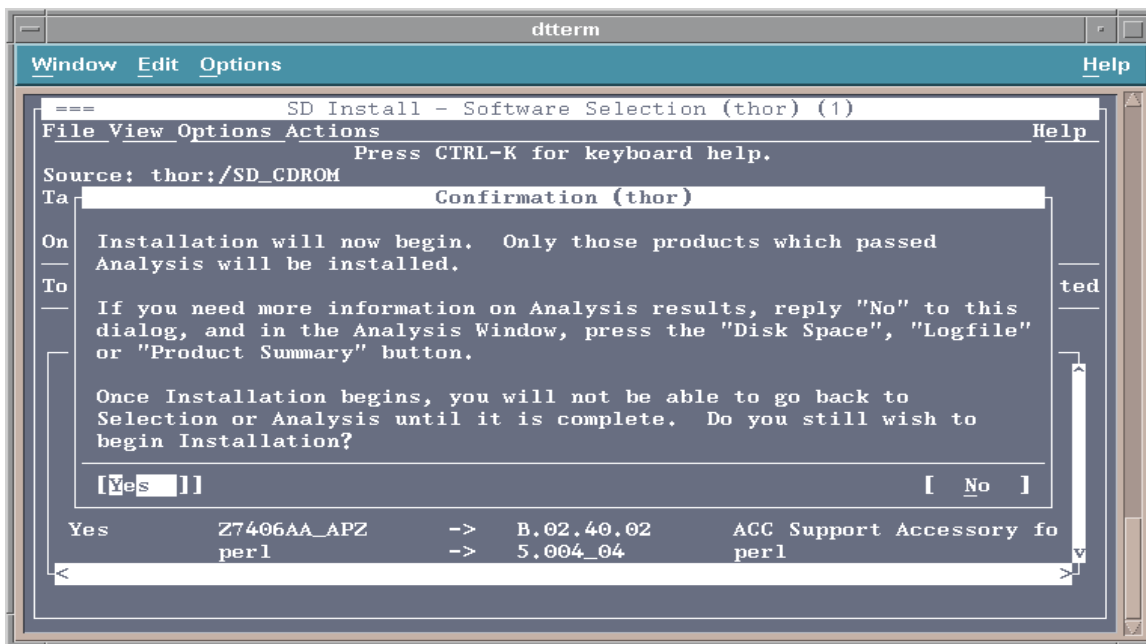 dtterm
Window Edit Options Help
=== SD Install - Software Selection (thor) (1)
File View Options Actions Help
Press CTRL-K for keyboard help.
Source: thor:/SD_CDROM
Ta
Confirmation (thor)
On
Installation will now begin. Only those products which passed
Analysis will be installed.
To ted
If you need more information on Analysis results, reply "No" to this
dialog, and in the Analysis Window, press the "Disk Space", "Logfile"
or "Product Summary" button.
Once Installation begins, you will not be able to go back to
Selection or Analysis until it is complete. Do you still wish to
begin Installation?
[Yes ]] [ No ]
Yes Z7406AA_APZ -> B.02.40.02 ACC Support Accessory fo
perl -> 5.004_04 perl v
< >